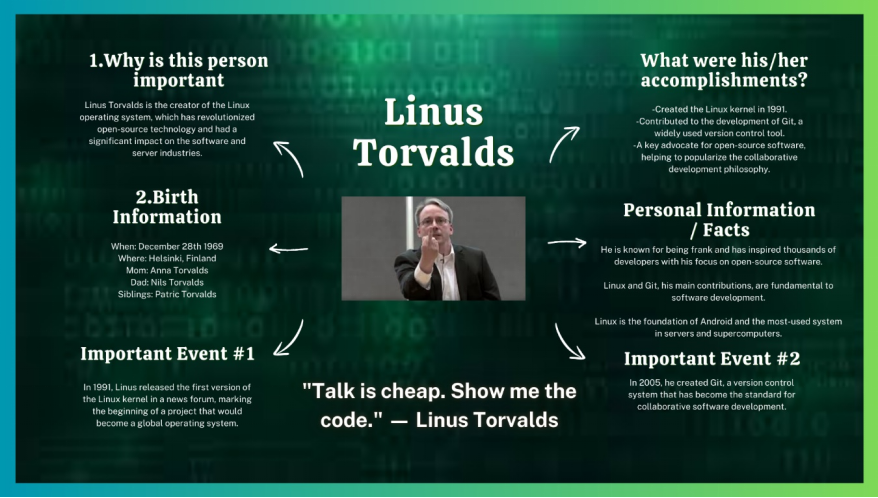 1.Why is this person
important
Linus Torvalds is the creator of the Linux
operating system, which has revolutionized
open-source technology and had a
significant impact on the software and
server industries.
2.Birth
Information
When: December 28th 1969
Where: Helsinki, Finland
Mom: Anna Torvalds
Dad: Nils Torvalds
Siblings: Patric Torvalds
Important Event #1
In 1991, Linus released the first version of
the Linux kernel in a news forum, marking
the beginning of a project that would
become a global operating system.
Linus
Torvalds
"Talk is cheap. Show me the
code." — Linus Torvalds
What were his/her
accomplishments?
-Created the Linux kernel in 1991.
-Contributed to the development of Git, a
widely used version control tool.
-A key advocate for open-source software,
helping to popularize the collaborative
development philosophy.
Personal Information
/ Facts
He is known for being frank and has inspired thousands of
developers with his focus on open-source software.
Linux and Git, his main contributions, are fundamental to
software development.
Linux is the foundation of Android and the most-used system
in servers and supercomputers.
Important Event #2
In 2005, he created Git, a version control
system that has become the standard for
collaborative software development.